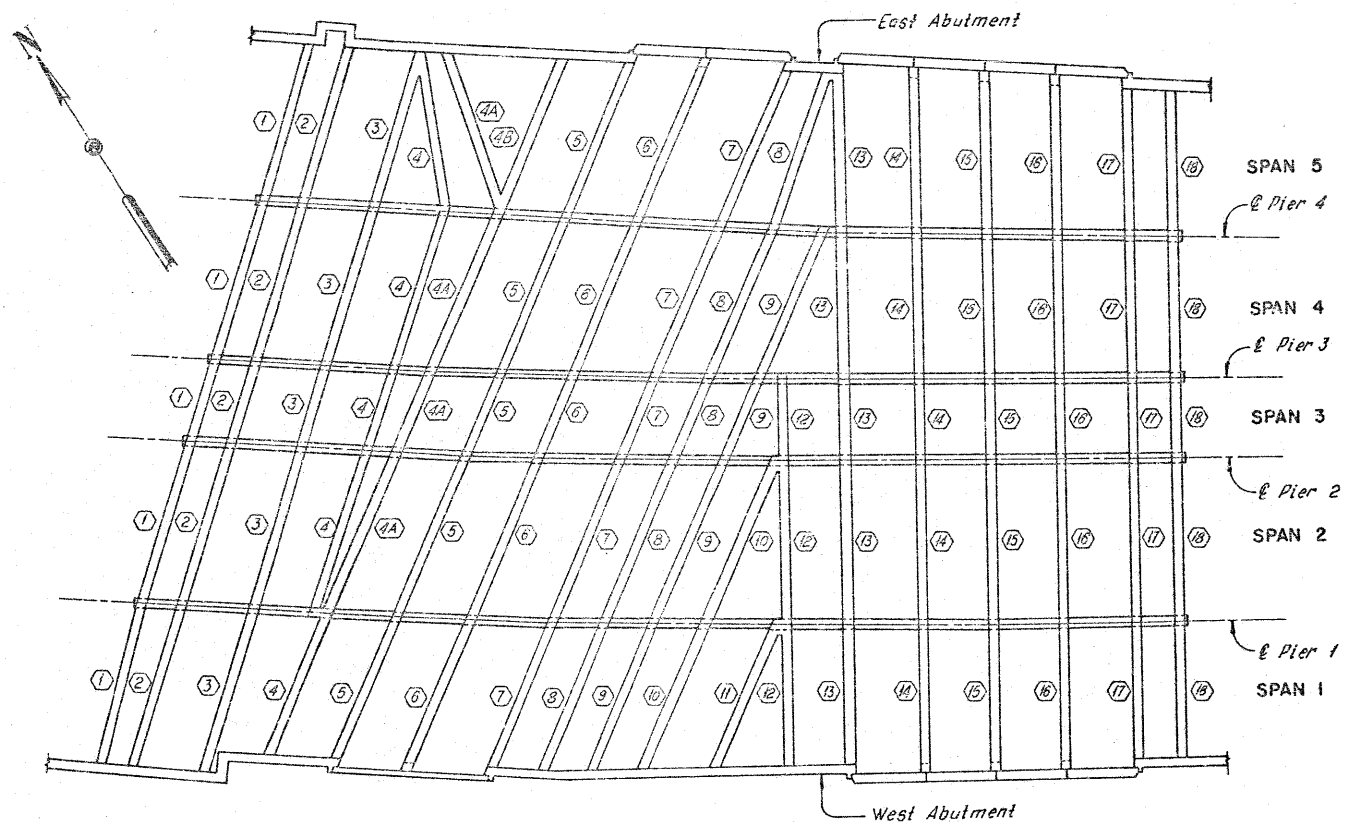 East Abutment
N
1 2 3 4 4A 4B 5 6 7 8 13 14 15 16 17 18 SPAN 5
℄ Pier 4
1 2 3 4 4A 5 6 7 8 9 13 14 15 16 17 18 SPAN 4
℄ Pier 3
1 2 3 4 4A 5 6 7 8 9 12 13 14 15 16 17 18 SPAN 3
℄ Pier 2
1 2 3 4 4A 5 6 7 8 9 10 12 13 14 15 16 17 18 SPAN 2
℄ Pier 1
1 2 3 4 5 6 7 8 9 10 11 12 13 14 15 16 17 18 SPAN 1
West Abutment